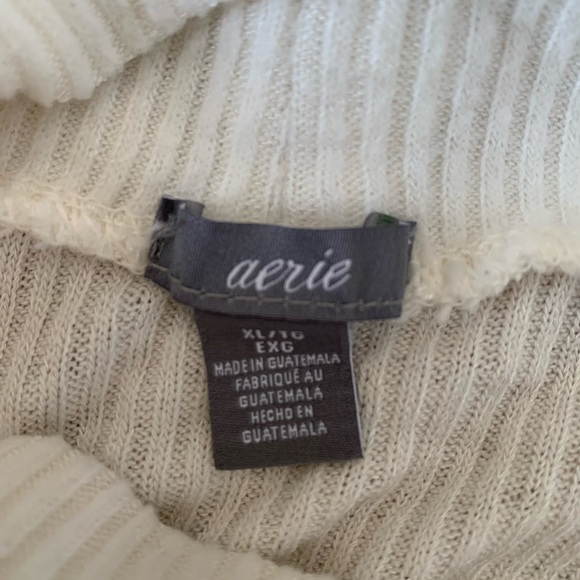 aerie
XL/TG
EXG
MADE IN GUATEMALA
FABRIQUÉ AU
GUATEMALA
HECHO EN
GUATEMALA